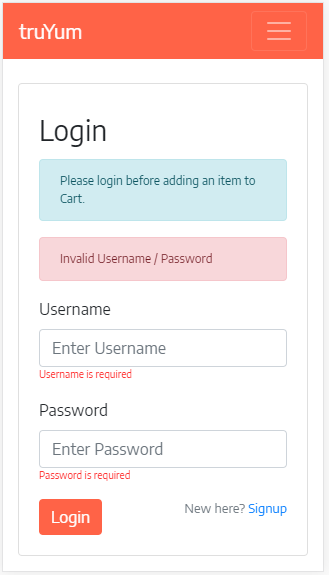 truYum
Login
Please login before adding an item to
Cart.
Invalid Username / Password
Username
Enter Username
Username is required
Password
Enter Password
Password is required
Login
New here? Signup